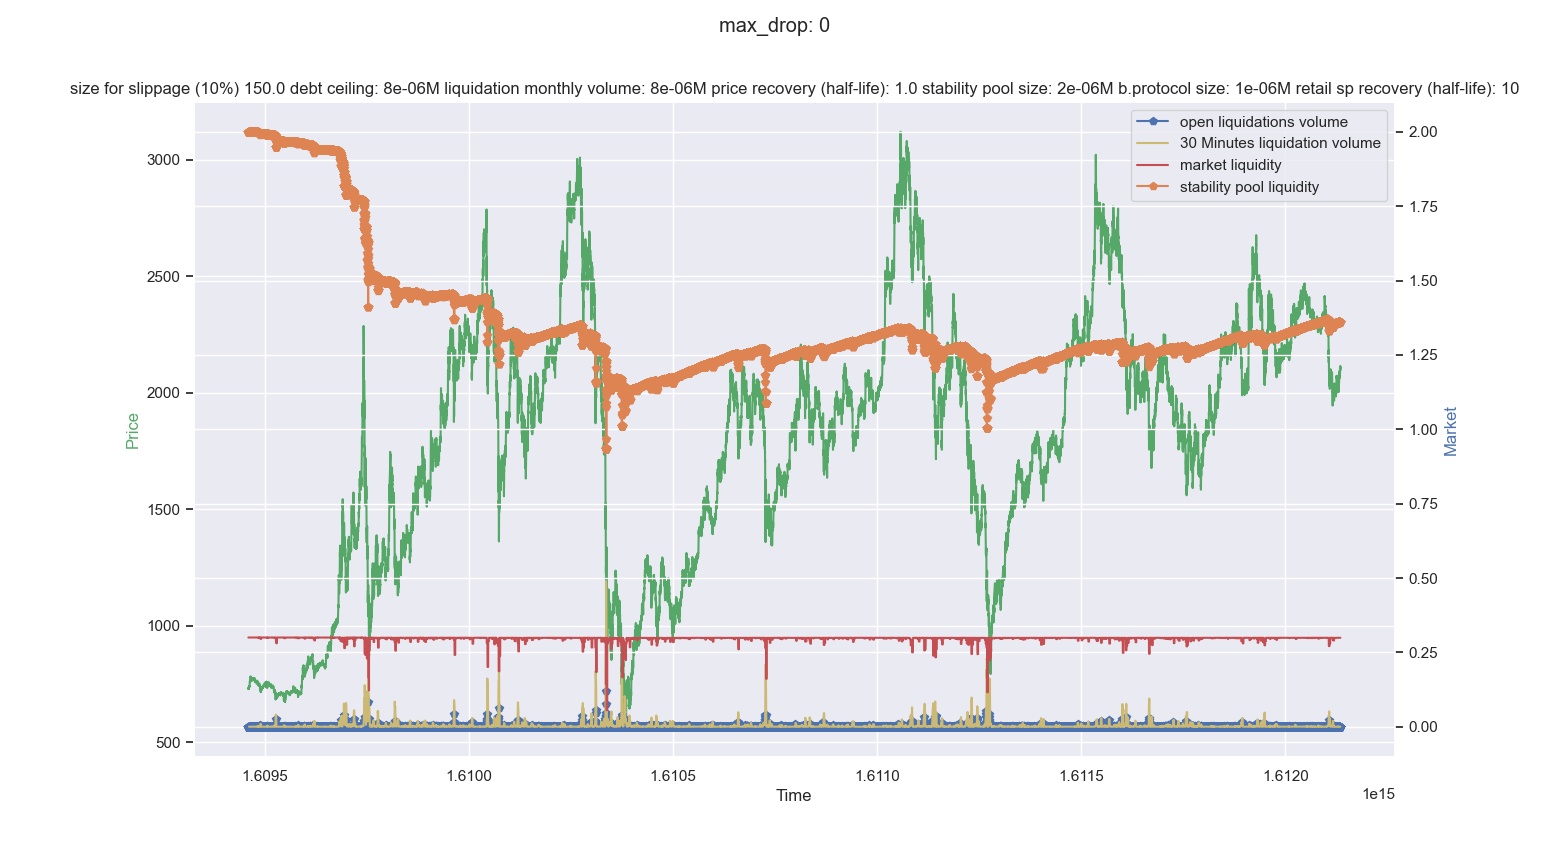 max_drop: 0
size for slippage (10%) 150.0 debt ceiling: 8e-06M liquidation monthly volume: 8e-06M price recovery (half-life): 1.0 stability pool size: 2e-06M b.protocol size: 1e-06M retail sp recovery (half-life): 10
open liquidations volume
30 Minutes liquidation volume
market liquidity
stability pool liquidity
3000
2500
2000
1500
1000
500
Price
2.00
1.75
1.50
1.25
1.00
0.75
0.50
0.25
0.00
Market
1.6095 1.6100 1.6105 1.6110 1.6115 1.6120
1e15
Time